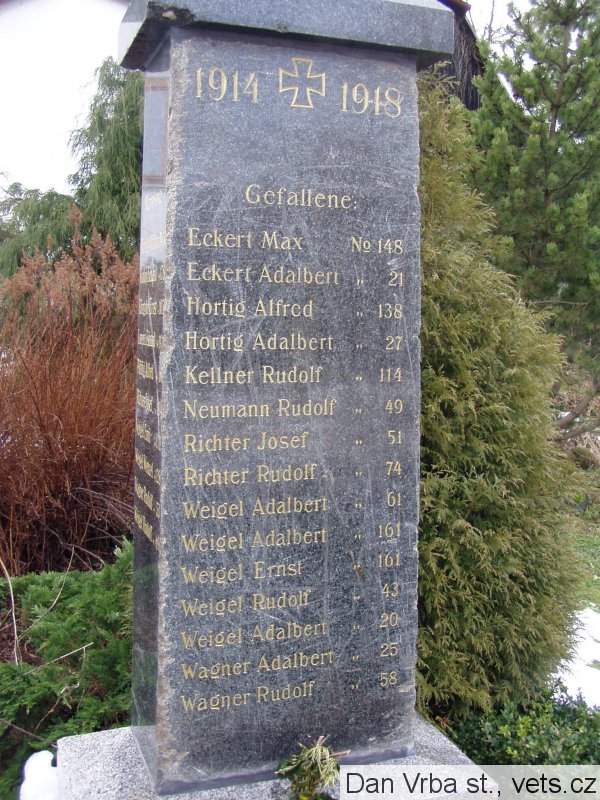 1914 1918
Gefallene:
Eckert Max No 148
Eckert Adalbert „ 21
Hortig Alfred „ 138
Hortig Adalbert „ 27
Kellner Rudolf „ 114
Neumann Rudolf „ 49
Richter Josef „ 51
Richter Rudolf „ 74
Weigel Adalbert „ 61
Weigel Adalbert „ 161
Weigel Ernst „ 161
Weigel Rudolf „ 43
Weigel Adalbert „ 20
Wagner Adalbert „ 25
Wagner Rudolf „ 58
Dan Vrba st., vets.cz